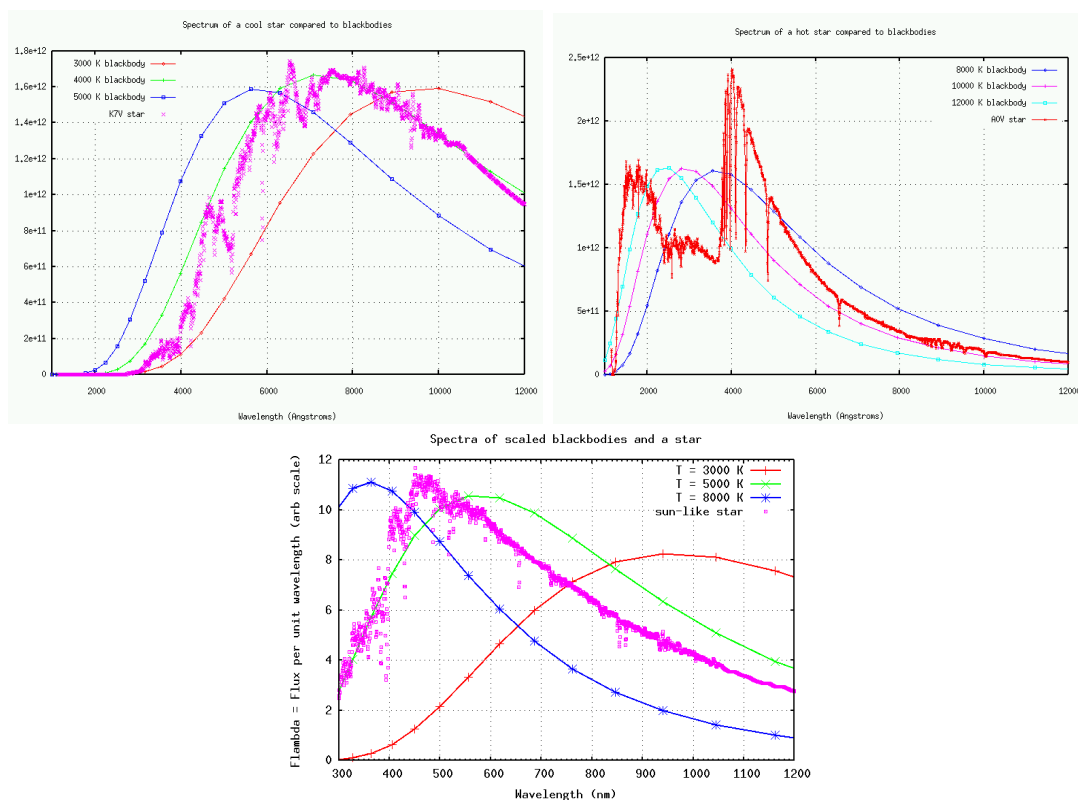 Spectrum of a cool star compared to blackbodies
1.8e+12
1.6e+12
1.4e+12
1.2e+12
1e+12
8e+11
6e+11
4e+11
2e+11
0
3000 K blackbody
4000 K blackbody
5000 K blackbody
K7V star
2000 4000 6000 8000 10000 12000
Wavelength (Angstroms)
Spectrum of a hot star compared to blackbodies
2.5e+12
2e+12
1.5e+12
1e+12
5e+11
0
8000 K blackbody
10000 K blackbody
12000 K blackbody
A0V star
2000 4000 6000 8000 10000 12000
Wavelength (Angstroms)
Spectra of scaled blackbodies and a star
Flambda = Flux per unit wavelength (arb scale)
12
10
8
6
4
2
0
T = 3000 K
T = 5000 K
T = 8000 K
sun-like star
300 400 500 600 700 800 900 1000 1100 1200
Wavelength (nm)